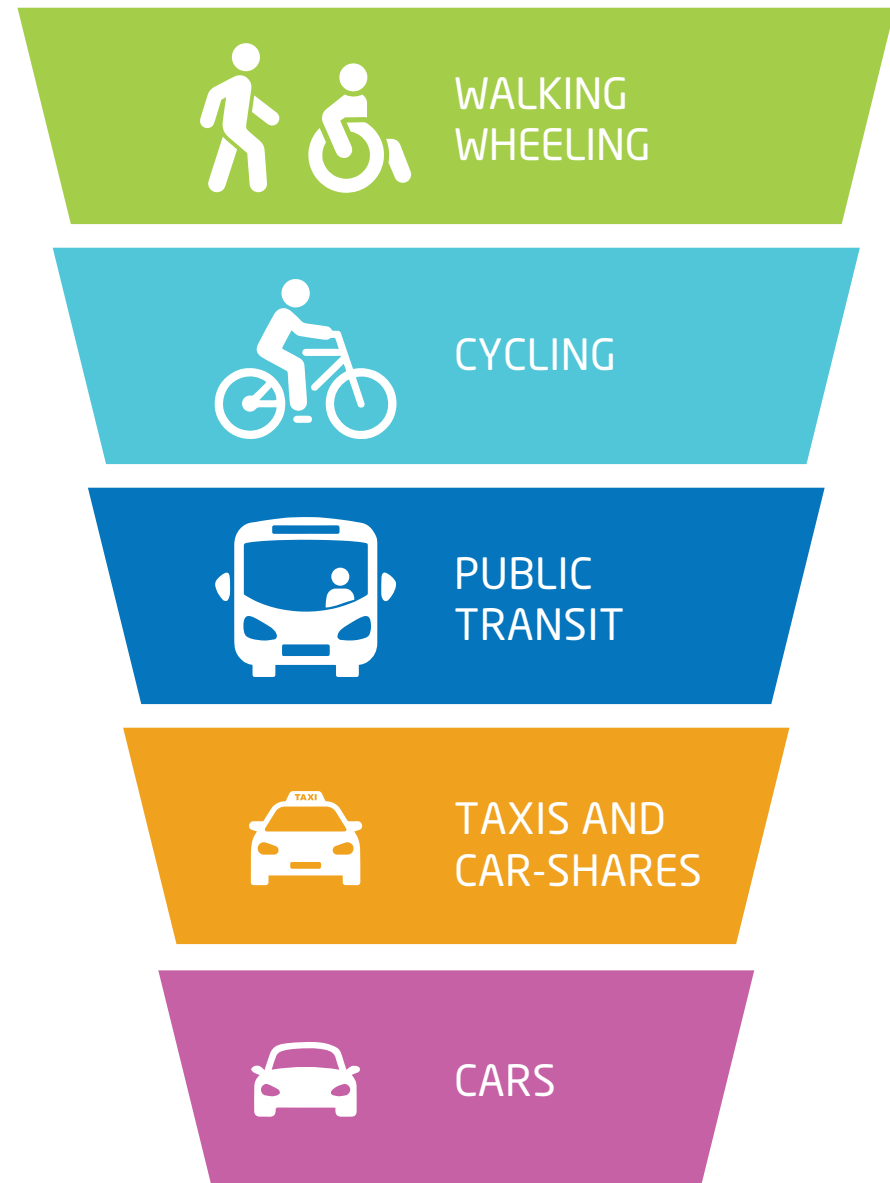 WALKING
WHEELING
CYCLING
PUBLIC
TRANSIT
TAXI
TAXIS AND
CAR-SHARES
CARS